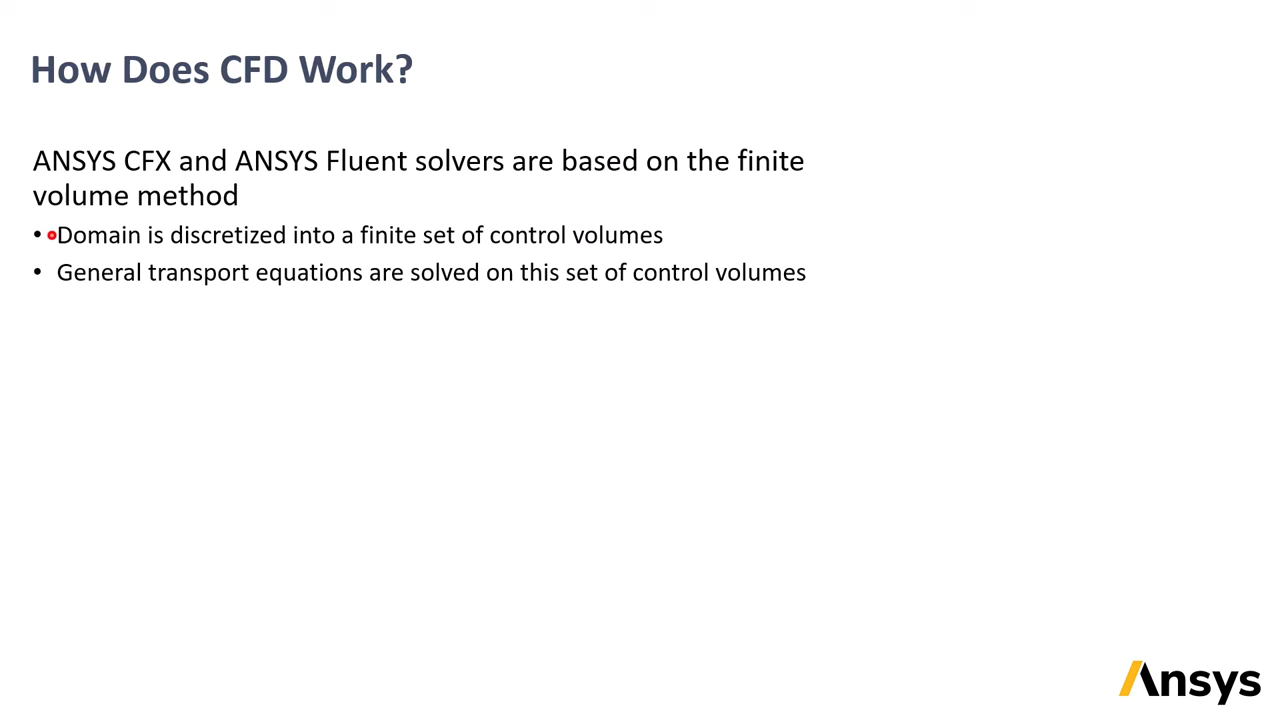 How Does CFD Work?
ANSYS CFX and ANSYS Fluent solvers are based on the finite
volume method
• Domain is discretized into a finite set of control volumes
• General transport equations are solved on this set of control volumes
Ansys